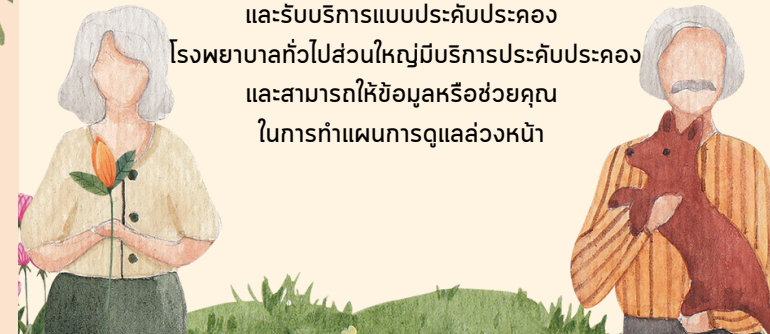 และรับบริการแบบประคับประคอง
โรงพยาบาลทั่วไปส่วนใหญ่มีบริการประคับประคอง
และสามารถให้ข้อมูลหรือช่วยคุณ
ในการทำแผนการดูแลล่วงหน้า